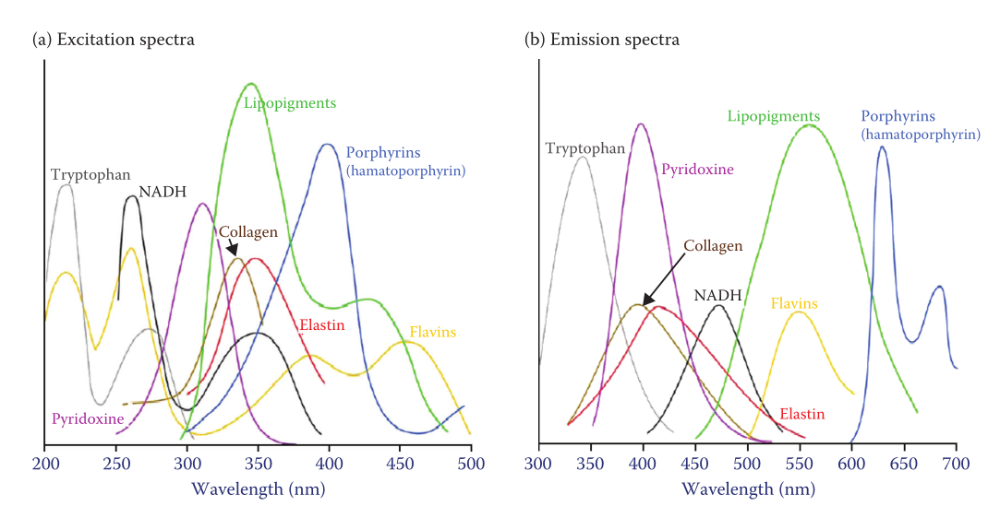 (a) Excitation spectra
Lipopigments
Porphyrins
(hamatoporphyrin)
Tryptophan
NADH
Collagen
Elastin
Flavins
Pyridoxine
200 250 300 350 400 450 500
Wavelength (nm)
(b) Emission spectra
Lipopigments
Porphyrins
(hamatoporphyrin)
Tryptophan
Pyridoxine
Collagen
NADH
Flavins
Elastin
300 350 400 450 500 550 600 650 700
Wavelength (nm)